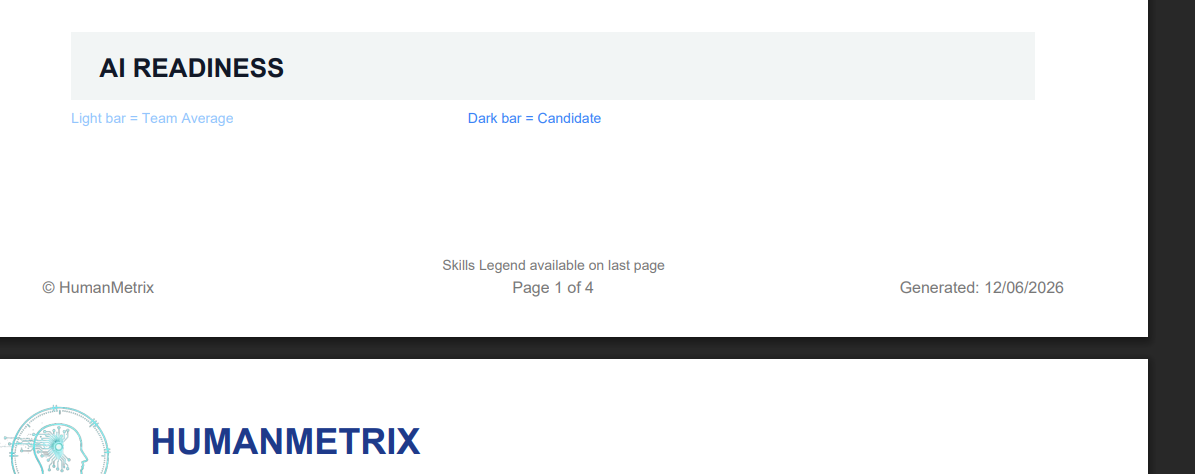 AI READINESS
Light bar = Team Average
Dark bar = Candidate
Skills Legend available on last page
© HumanMetrix
Page 1 of 4
Generated: 12/06/2026
HUMANMETRIX